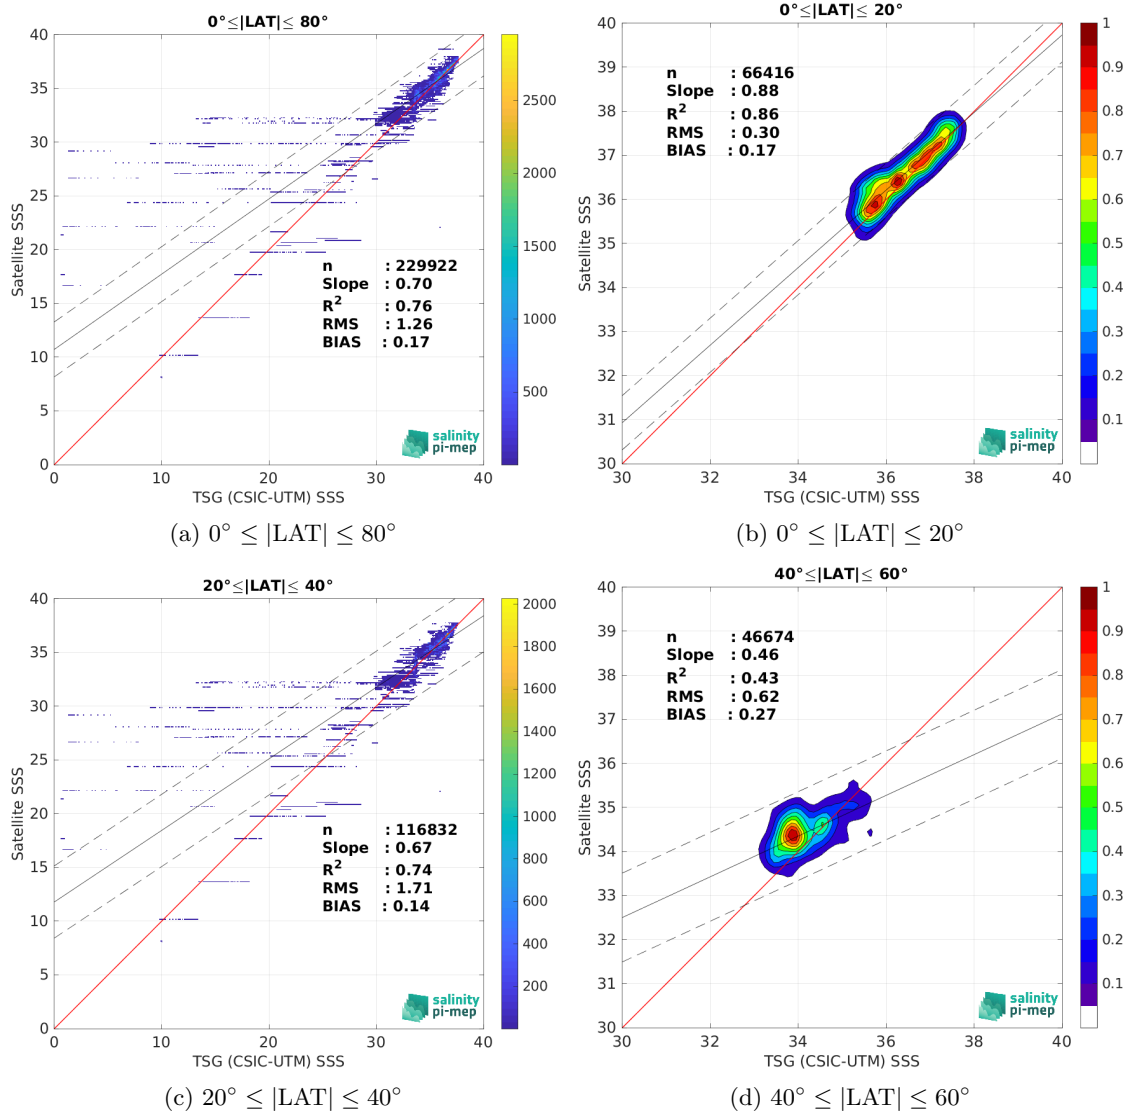 0°≤|LAT|≤ 80°
40
35
30
25
20
15
10
5
0
Satellite SSS
n : 229922
Slope : 0.70
R² : 0.76
RMS : 1.26
BIAS : 0.17
salinity
pi-mep
0 10 20 30 40
TSG (CSIC-UTM) SSS
2500
2000
1500
1000
500
(a) 0° ≤ |LAT| ≤ 80°
0°≤|LAT|≤ 20°
40
39
38
37
36
35
34
33
32
31
30
Satellite SSS
n : 66416
Slope : 0.88
R² : 0.86
RMS : 0.30
BIAS : 0.17
salinity
pi-mep
30 32 34 36 38 40
TSG (CSIC-UTM) SSS
1
0.9
0.8
0.7
0.6
0.5
0.4
0.3
0.2
0.1
(b) 0° ≤ |LAT| ≤ 20°
20°≤|LAT|≤ 40°
40
35
30
25
20
15
10
5
0
Satellite SSS
n : 116832
Slope : 0.67
R² : 0.74
RMS : 1.71
BIAS : 0.14
salinity
pi-mep
0 10 20 30 40
TSG (CSIC-UTM) SSS
2000
1800
1600
1400
1200
1000
800
600
400
200
(c) 20° ≤ |LAT| ≤ 40°
40°≤|LAT|≤ 60°
40
39
38
37
36
35
34
33
32
31
30
Satellite SSS
n : 46674
Slope : 0.46
R² : 0.43
RMS : 0.62
BIAS : 0.27
salinity
pi-mep
30 32 34 36 38 40
TSG (CSIC-UTM) SSS
1
0.9
0.8
0.7
0.6
0.5
0.4
0.3
0.2
0.1
(d) 40° ≤ |LAT| ≤ 60°